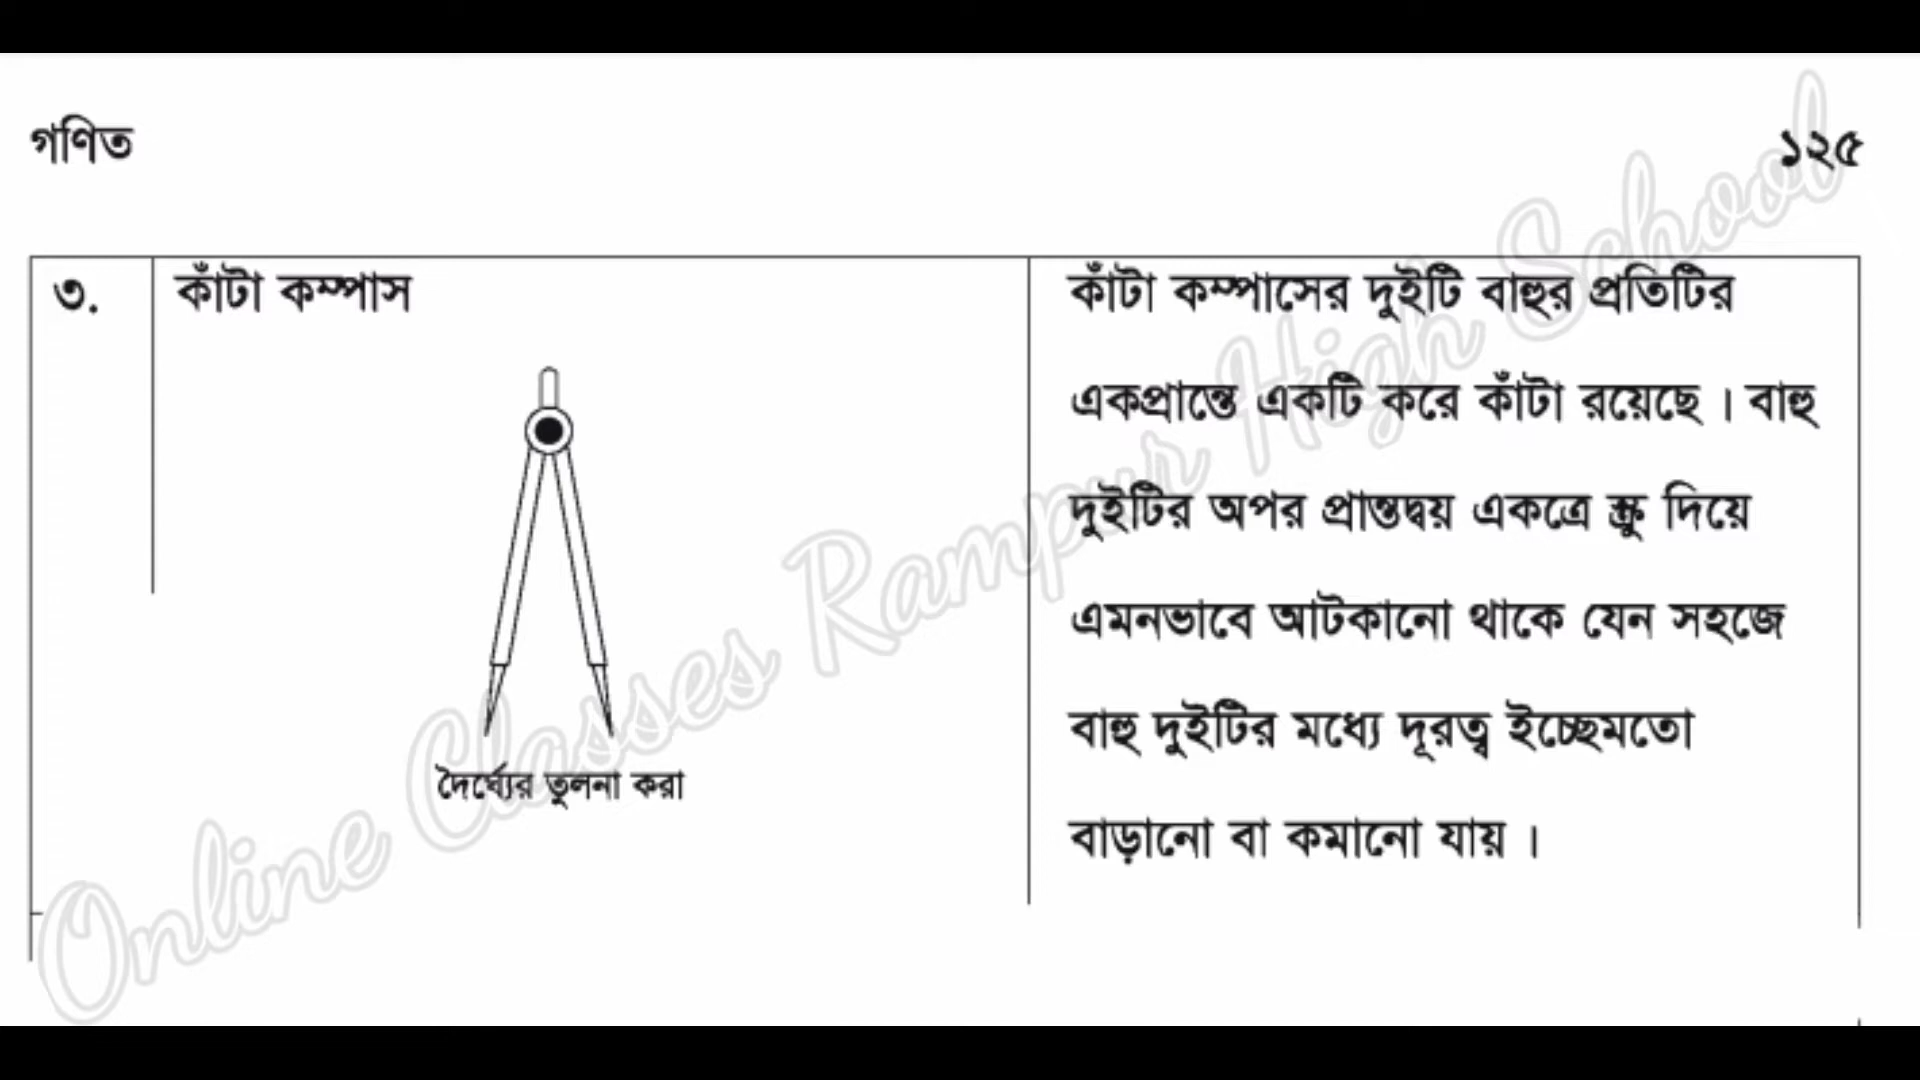 গণিত
১২৫
৩.
কাঁটা কম্পাস
দৈর্ঘ্যের তুলনা করা
কাঁটা কম্পাসের দুইটি বাহুর প্রতিটির
একপ্রান্তে একটি করে কাঁটা রয়েছে। বাহু
দুইটির অপর প্রান্তদ্বয় একত্রে স্ক্রু দিয়ে
এমনভাবে আটকানো থাকে যেন সহজে
বাহু দুইটির মধ্যে দূরত্ব ইচ্ছেমতো
বাড়ানো বা কমানো যায়।
Online Classes Rampur High School